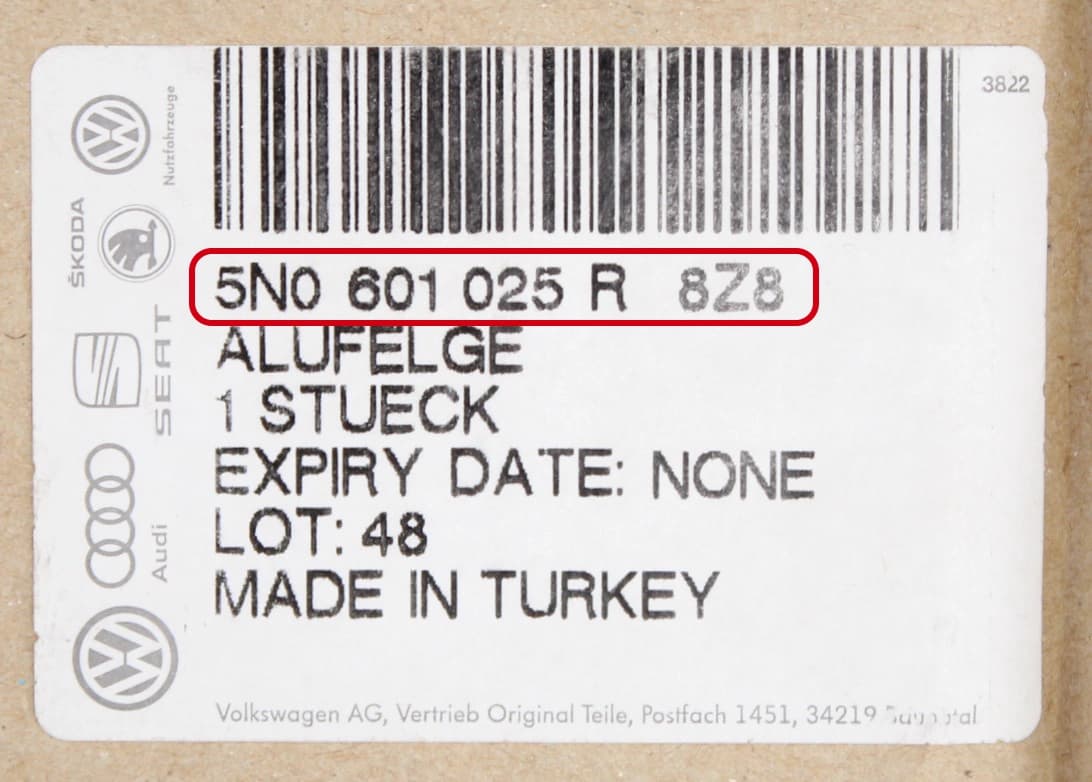 3822
Nutzfahrzeuge
ŠKODA
SEAT
Audi
5N0 601 025 R 8Z8
ALUFELGE
1 STUECK
EXPIRY DATE: NONE
LOT: 48
MADE IN TURKEY
Volkswagen AG, Vertrieb Original Teile, Postfach 1451, 34219